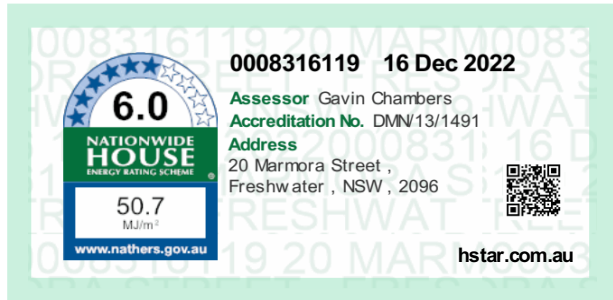 0008316119 16 Dec 2022
6.0
NATIONWIDE
HOUSE
ENERGY RATING SCHEME ®
50.7
MJ/m²
www.nathers.gov.au
Assessor Gavin Chambers
Accreditation No. DMN/13/1491
Address
20 Marmora Street ,
Freshwater , NSW , 2096
hstar.com.au